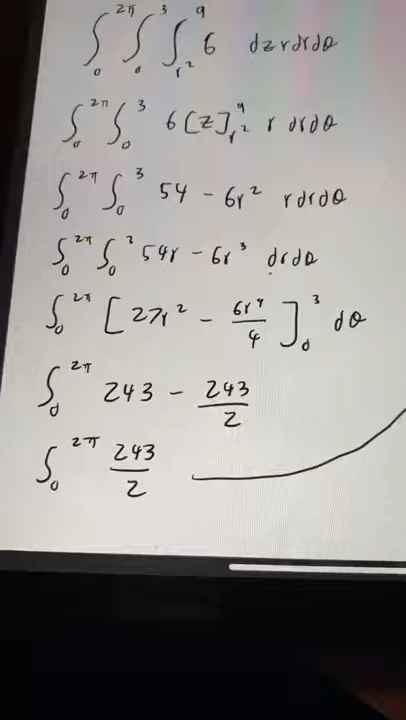 ∫₀^2π ∫₀^3 ∫_r²^9 6 dz r dr dθ
∫₀^2π ∫₀^3 6[z]_r²^9 r dr dθ
∫₀^2π ∫₀^3 54 - 6r² r dr dθ
∫₀^2π ∫₀^3 54r - 6r³ dr dθ
∫₀^2π [27r² - 6r⁴/4]₀^3 dθ
∫₀^2π 243 - 243/2
∫₀^2π 243/2